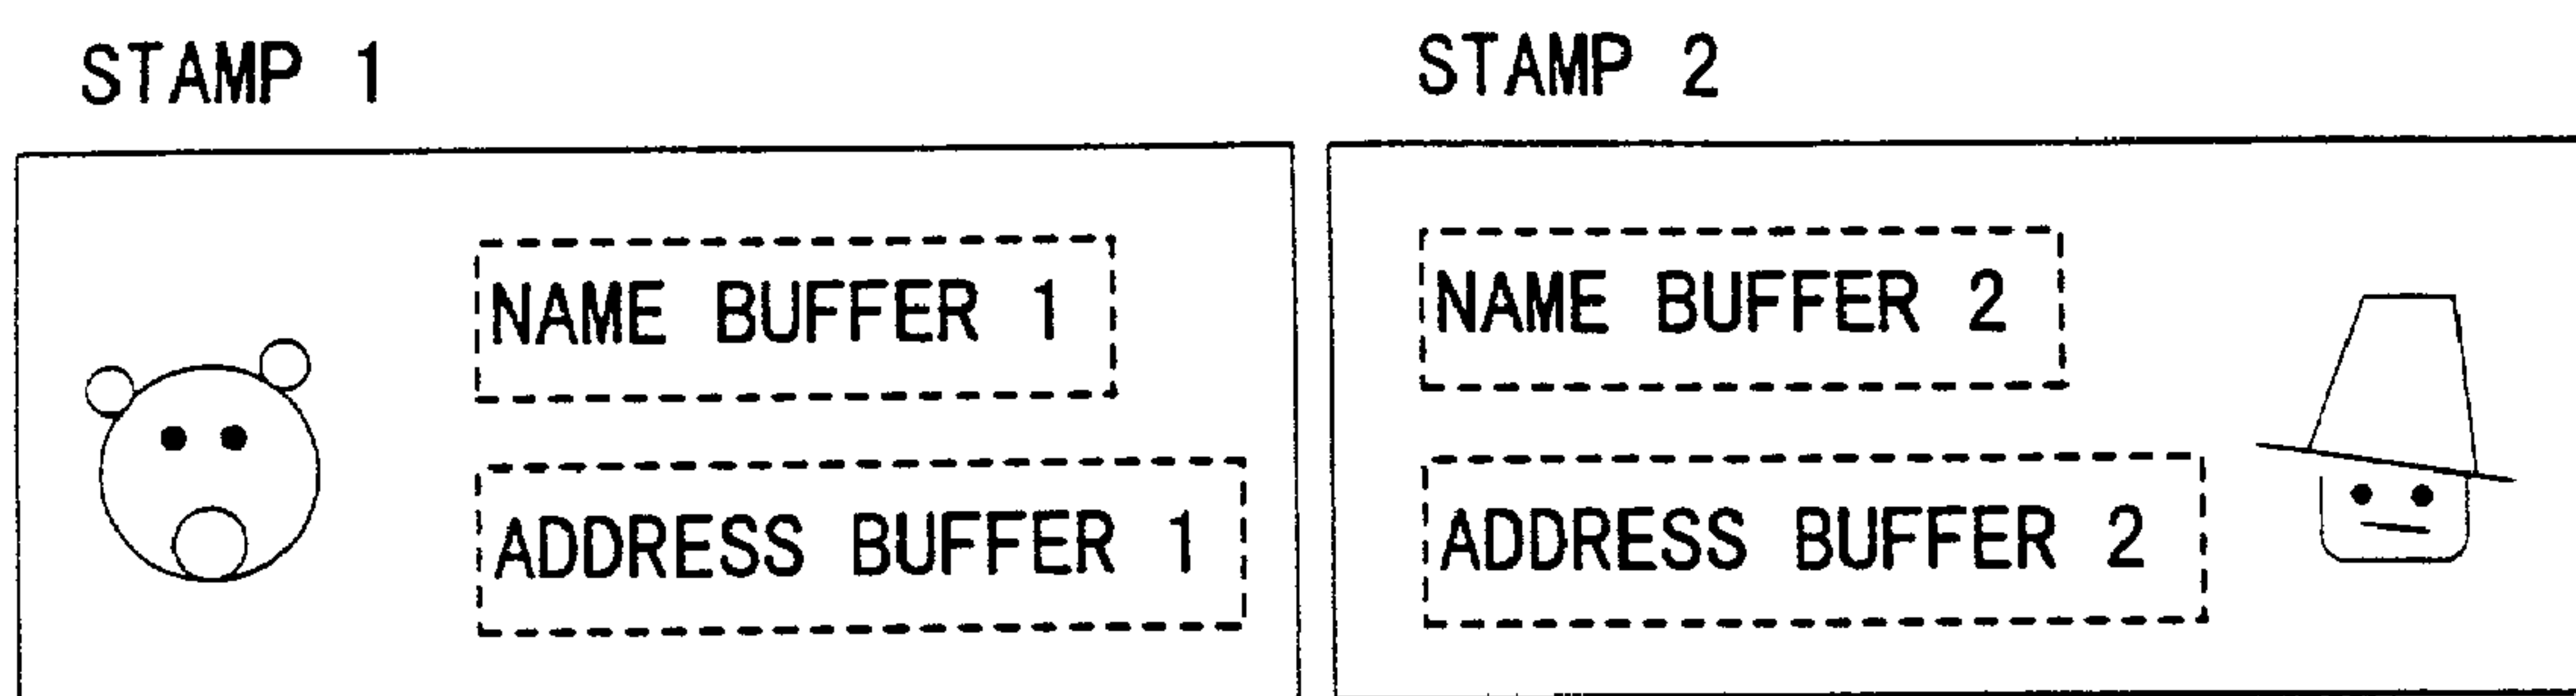 STAMP 1
NAME BUFFER 1
ADDRESS BUFFER 1
STAMP 2
NAME BUFFER 2
ADDRESS BUFFER 2